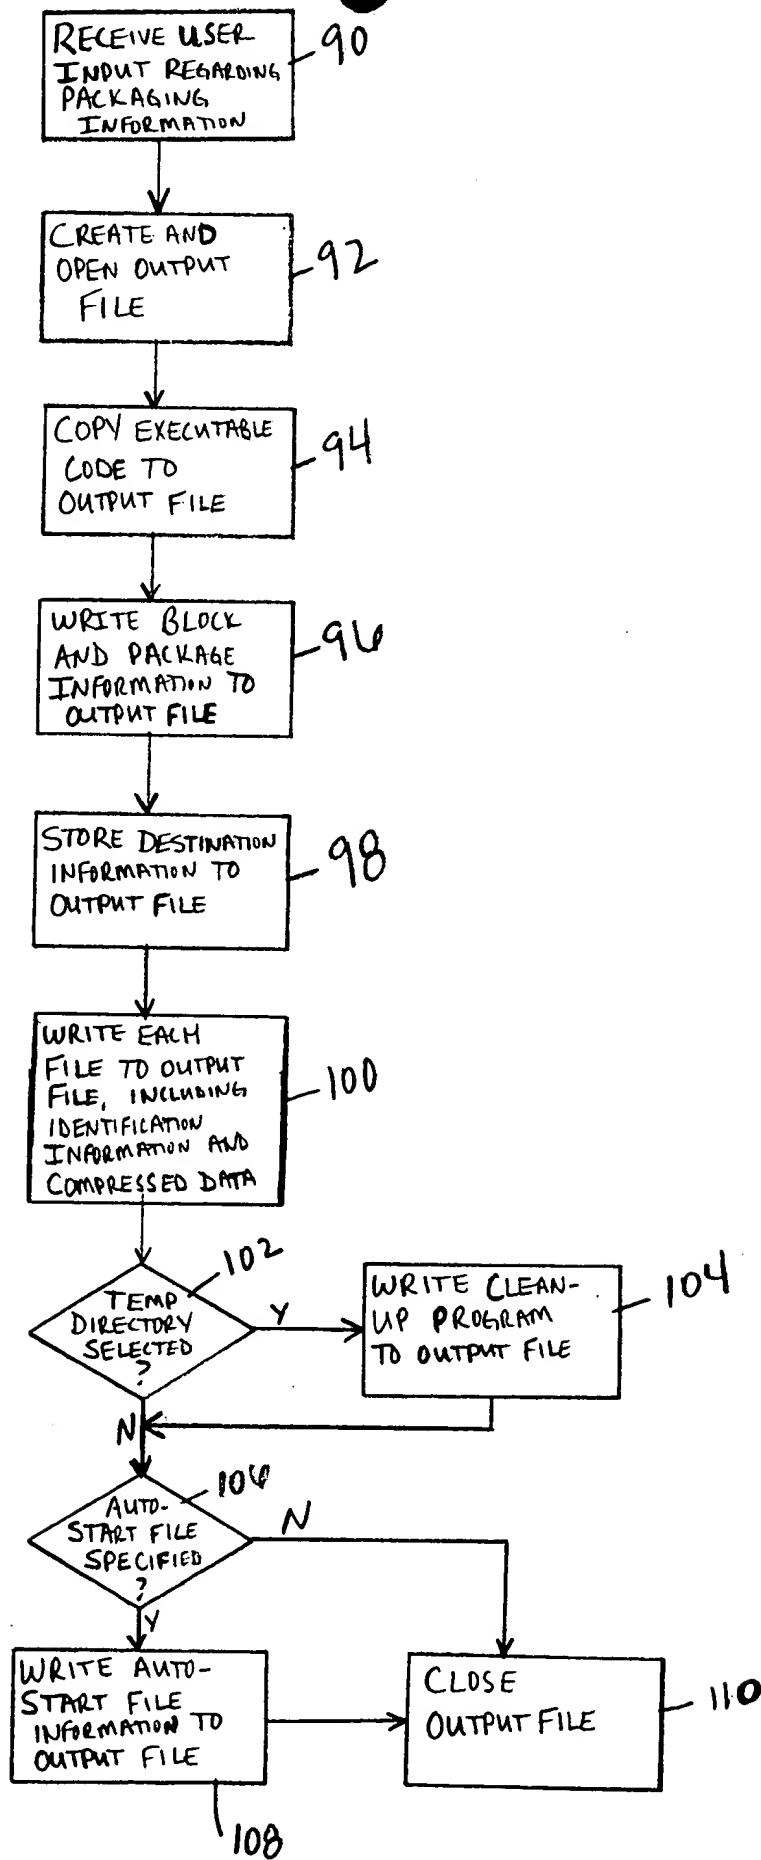 RECEIVE USER
INPUT REGARDING
PACKAGING
INFORMATION
90
CREATE AND
OPEN OUTPUT
FILE
92
COPY EXECUTABLE
CODE TO
OUTPUT FILE
94
WRITE BLOCK
AND PACKAGE
INFORMATION TO
OUTPUT FILE
96
STORE DESTINATION
INFORMATION TO
OUTPUT FILE
98
WRITE EACH
FILE TO OUTPUT
FILE, INCLUDING
IDENTIFICATION
INFORMATION AND
COMPRESSED DATA
100
TEMP
DIRECTORY
SELECTED
?
102
Y
WRITE CLEAN-
UP PROGRAM
TO OUTPUT FILE
104
N
AUTO-
START FILE
SPECIFIED
?
106
N
Y
WRITE AUTO-
START FILE
INFORMATION TO
OUTPUT FILE
108
CLOSE
OUTPUT FILE
110